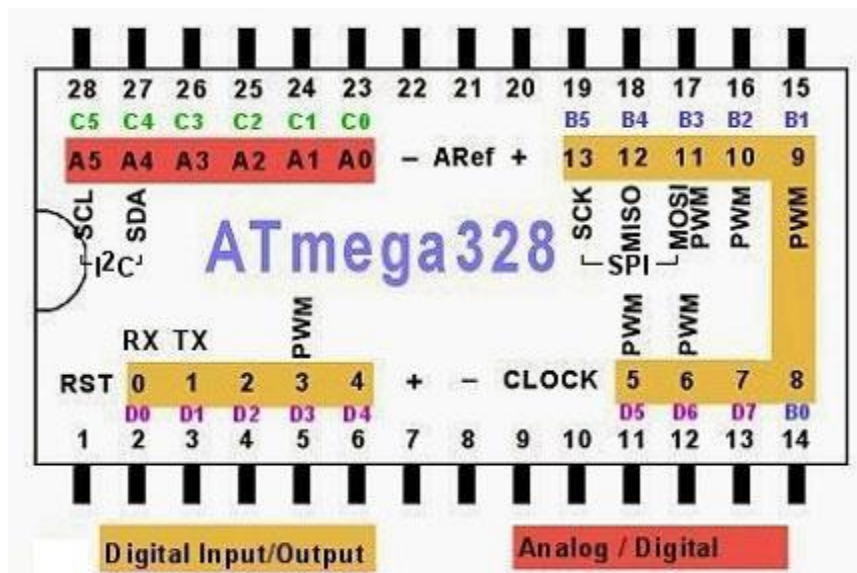 28 27 26 25 24 23 22 21 20 19 18 17 16 15
C5 C4 C3 C2 C1 C0 B5 B4 B3 B2 B1
A5 A4 A3 A2 A1 A0 – ARef + 13 12 11 10 9
SCL SDA SCK MISO MOSI PWM PWM PWM
I²C ATmega328 SPI
RX TX PWM PWM PWM
RST 0 1 2 3 4 + – CLOCK 5 6 7 8
D0 D1 D2 D3 D4 D5 D6 D7 B0
1 2 3 4 5 6 7 8 9 10 11 12 13 14
Digital Input/Output Analog / Digital